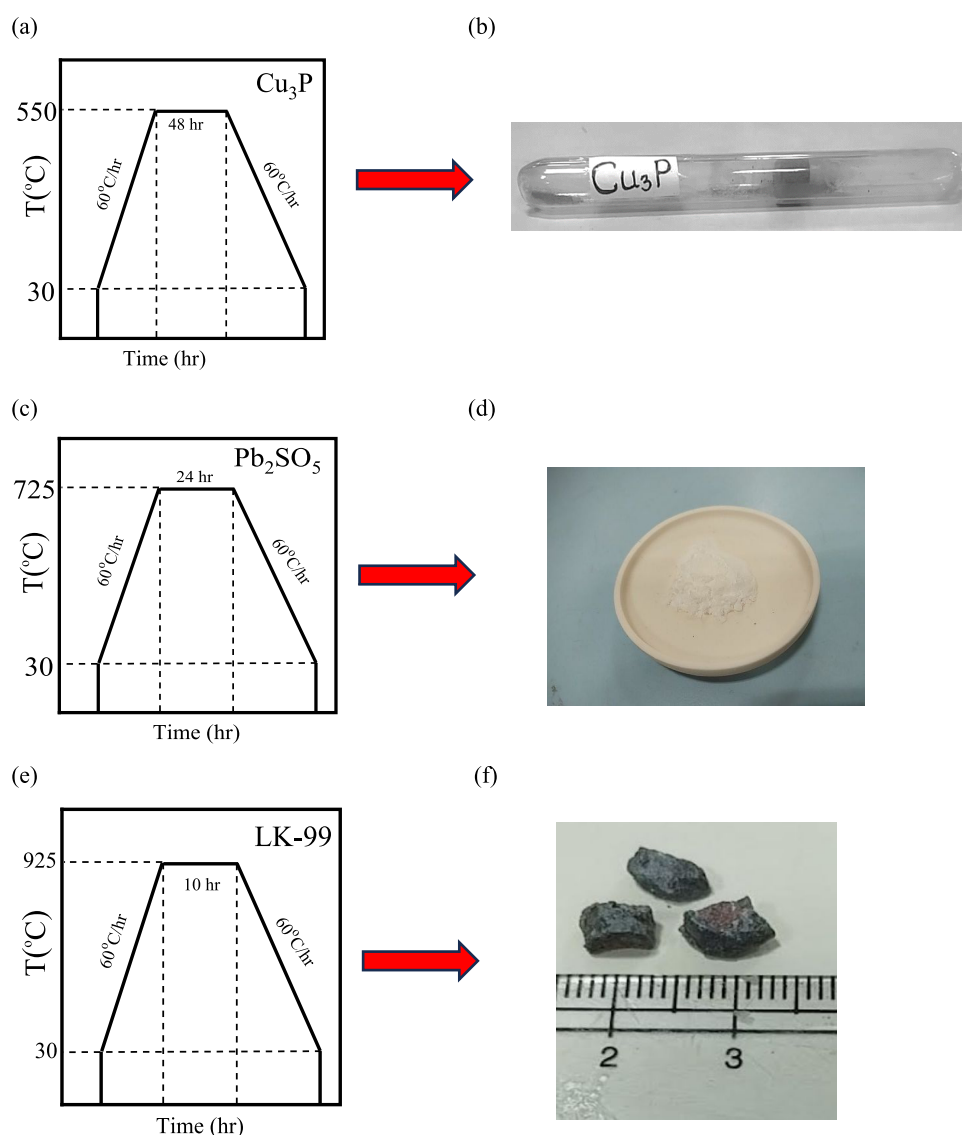 (a)
(b)
Cu₃P
550
48 hr
60°C/hr
60°C/hr
T(°C)
30
Time (hr)
Cu₃P
(c)
(d)
Pb₂SO₅
725
24 hr
60°C/hr
60°C/hr
T(°C)
30
Time (hr)
(e)
(f)
LK-99
925
10 hr
60°C/hr
60°C/hr
T(°C)
30
Time (hr)
2 3